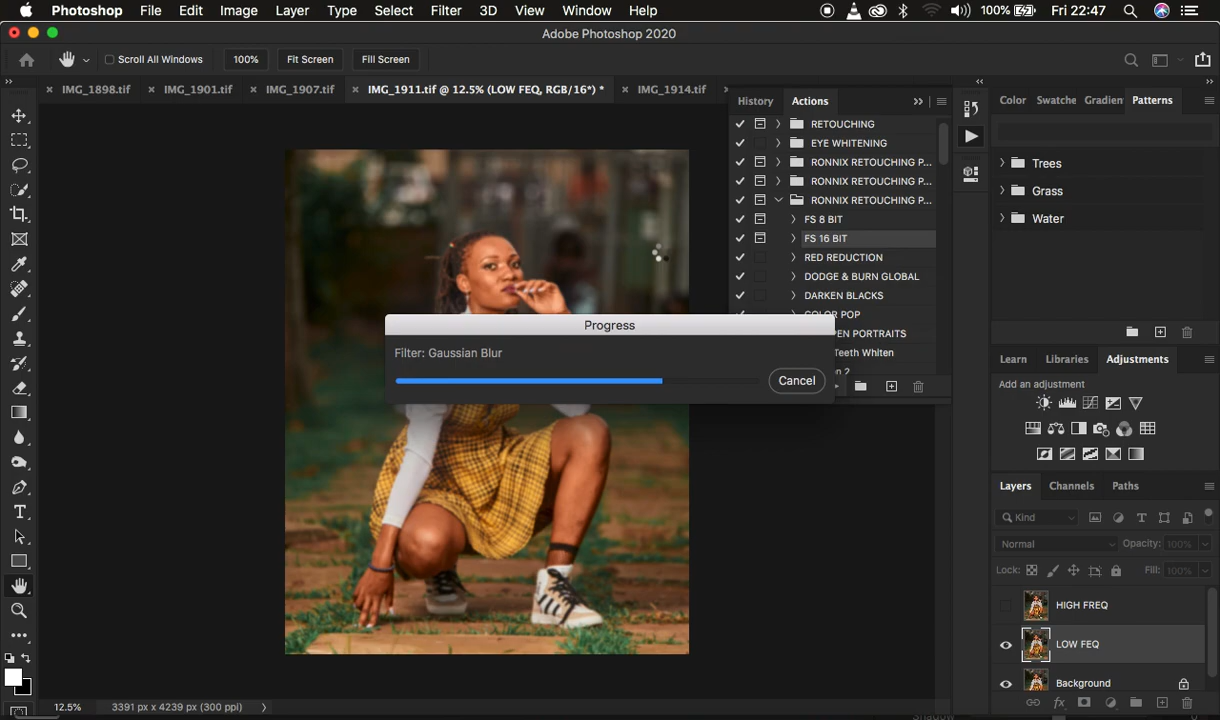 Photoshop File Edit Image Layer Type Select Filter 3D View Window Help 100% Fri 22:47
Adobe Photoshop 2020
Scroll All Windows 100% Fit Screen Fill Screen
IMG_1898.tif IMG_1901.tif IMG_1907.tif IMG_1911.tif @ 12.5% (LOW FEQ, RGB/16*) * IMG_1914.tif
History Actions
RETOUCHING
EYE WHITENING
RONNIX RETOUCHING P...
RONNIX RETOUCHING P...
RONNIX RETOUCHING P...
FS 8 BIT
FS 16 BIT
RED REDUCTION
DODGE & BURN GLOBAL
DARKEN BLACKS
COLOR POP
PEN PORTRAITS
Teeth Whiten
n 2
Progress
Filter: Gaussian Blur
Cancel
Color Swatche Gradien Patterns
Trees
Grass
Water
Learn Libraries Adjustments
Add an adjustment
Layers Channels Paths
Kind
Normal Opacity: 100%
Lock: Fill: 100%
HIGH FREQ
LOW FEQ
Background
12.5% 3391 px x 4239 px (300 ppi)